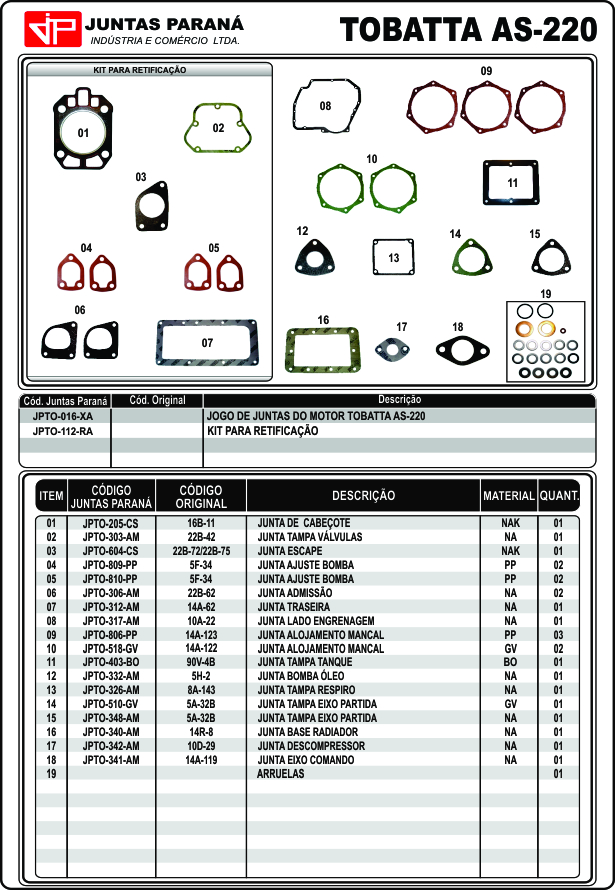 JP JUNTAS PARANÁ
INDÚSTRIA E COMÉRCIO LTDA.
TOBATTA AS-220
KIT PARA RETIFICAÇÃO
01
02
03
04
05
06
07
08
09
10
11
12
13
14
15
16
17
18
19
Cód. Juntas Paraná Cód. Original Descrição
JPTO-016-XA JOGO DE JUNTAS DO MOTOR TOBATTA AS-220
JPTO-112-RA KIT PARA RETIFICAÇÃO
ITEM CÓDIGO JUNTAS PARANÁ CÓDIGO ORIGINAL DESCRIÇÃO MATERIAL QUANT.
01 JPTO-205-CS 16B-11 JUNTA DE CABEÇOTE NAK 01
02 JPTO-303-AM 22B-42 JUNTA TAMPA VÁLVULAS NA 01
03 JPTO-604-CS 22B-72/22B-75 JUNTA ESCAPE NAK 01
04 JPTO-809-PP 5F-34 JUNTA AJUSTE BOMBA PP 02
05 JPTO-810-PP 5F-34 JUNTA AJUSTE BOMBA PP 02
06 JPTO-306-AM 22B-62 JUNTA ADMISSÃO NA 02
07 JPTO-312-AM 14A-62 JUNTA TRASEIRA NA 01
08 JPTO-317-AM 10A-22 JUNTA LADO ENGRENAGEM NA 01
09 JPTO-806-PP 14A-123 JUNTA ALOJAMENTO MANCAL PP 03
10 JPTO-518-GV 14A-122 JUNTA ALOJAMENTO MANCAL GV 02
11 JPTO-403-BO 90V-4B JUNTA TAMPA TANQUE BO 01
12 JPTO-332-AM 5H-2 JUNTA BOMBA ÓLEO NA 01
13 JPTO-326-AM 8A-143 JUNTA TAMPA RESPIRO NA 01
14 JPTO-510-GV 5A-32B JUNTA TAMPA EIXO PARTIDA GV 01
15 JPTO-348-AM 5A-32B JUNTA TAMPA EIXO PARTIDA NA 01
16 JPTO-340-AM 14R-8 JUNTA BASE RADIADOR NA 01
17 JPTO-342-AM 10D-29 JUNTA DESCOMPRESSOR NA 01
18 JPTO-341-AM 14A-119 JUNTA EIXO COMANDO NA 01
19 ARRUELAS 01